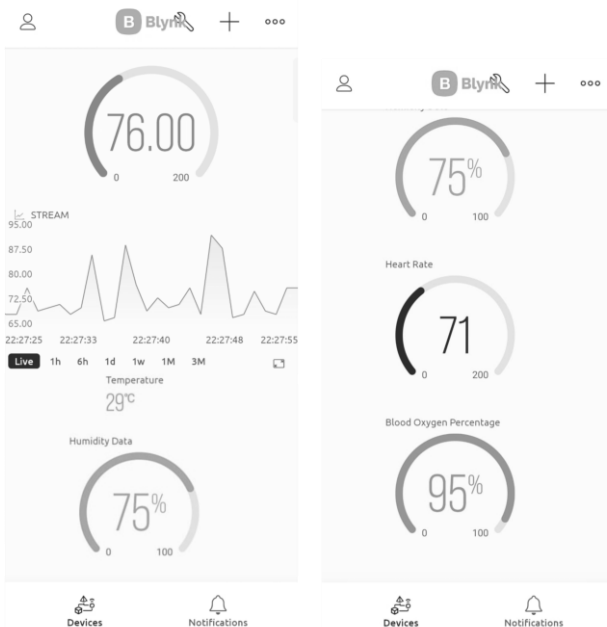 B Blynk
76.00
0 200
STREAM
95.00
87.50
80.00
72.50
65.00
22:27:25 22:27:33 22:27:40 22:27:48 22:27:55
Live 1h 6h 1d 1w 1M 3M
Temperature
29°C
Humidity Data
75%
0 100
Devices Notifications
B Blynk
75%
0 100
Heart Rate
71
0 200
Blood Oxygen Percentage
95%
0 100
Devices Notifications